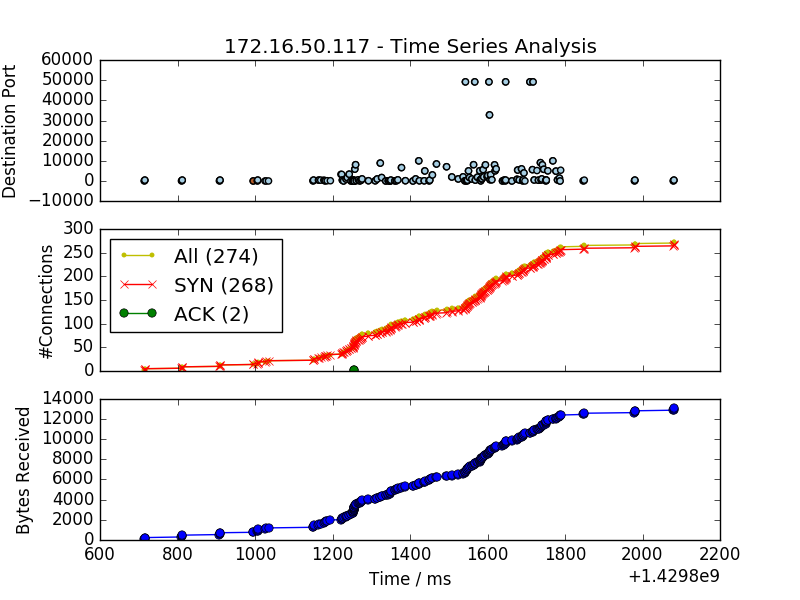 172.16.50.117 - Time Series Analysis
Destination Port
60000
50000
40000
30000
20000
10000
0
−10000
#Connections
300
250
200
150
100
50
0
All (274)
SYN (268)
ACK (2)
Bytes Received
14000
12000
10000
8000
6000
4000
2000
0
600 800 1000 1200 1400 1600 1800 2000 2200
Time / ms
+1.4298e9